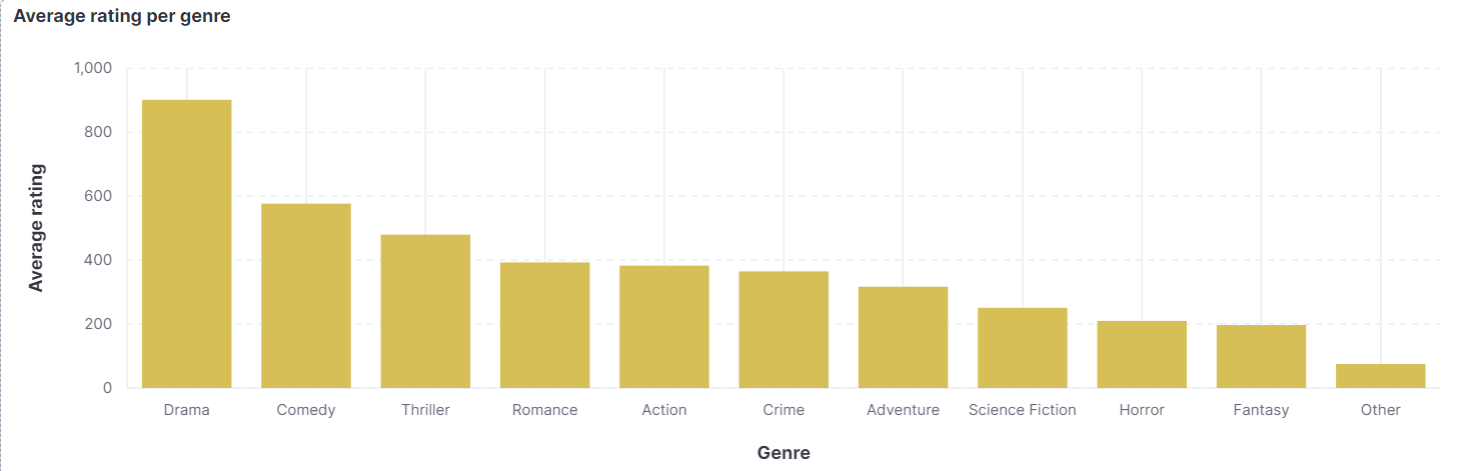 Average rating per genre
1,000
800
600
400
200
0
Average rating
Drama Comedy Thriller Romance Action Crime Adventure Science Fiction Horror Fantasy Other
Genre